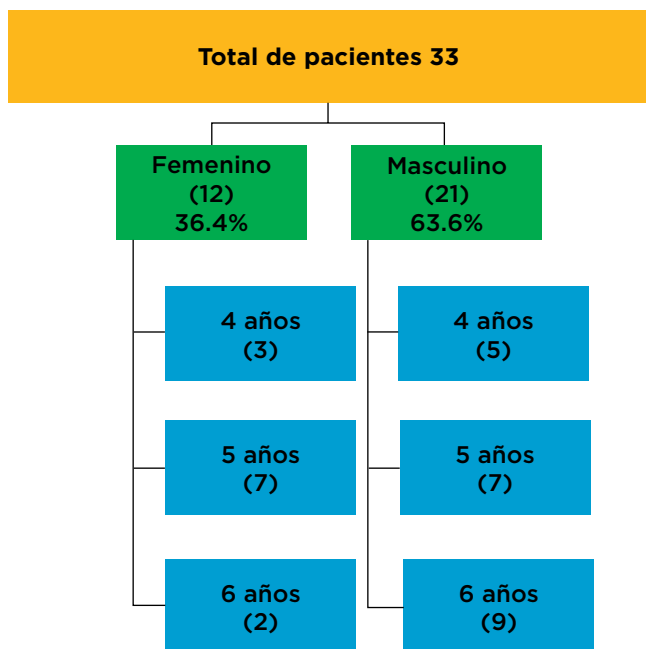 Total de pacientes 33
Femenino
(12)
36.4%
Masculino
(21)
63.6%
4 años
(3)
5 años
(7)
6 años
(2)
4 años
(5)
5 años
(7)
6 años
(9)